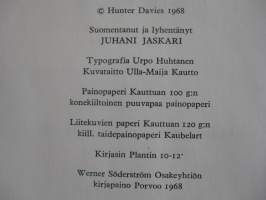 © Hunter Davies 1968
Suomentanut ja lyhentänyt
JUHANI JASKARI
Typografia Urpo Huhtanen
Kuvataitto Ulla-Maija Kautto
Painopaperi Kauttuan 100 g:n
konekiiltoinen puuvapaa painopaperi
Liitekuvien paperi Kauttuan 120 g:n
kiill. taidepainopaperi Kaubelart
Kirjasin Plantin 10-12
Werner Söderström Osakeyhtiön
kirjapaino Porvoo 1968